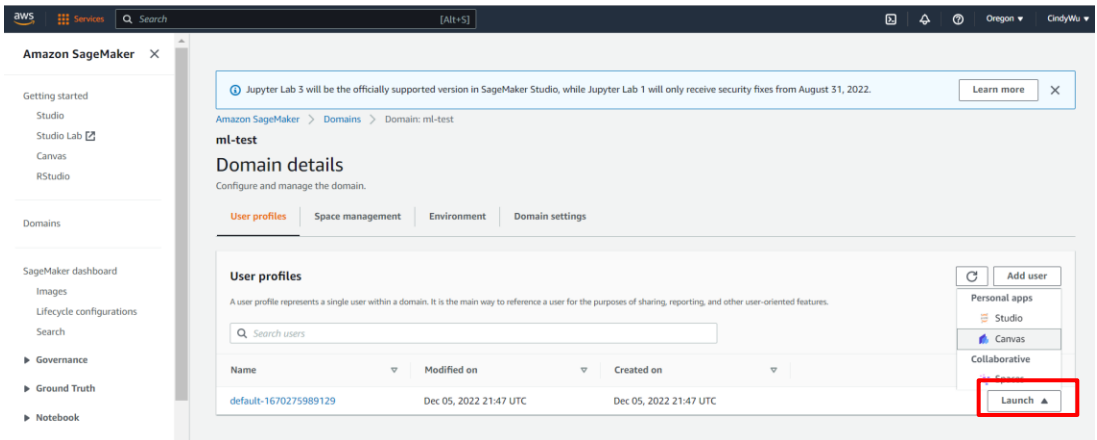 aws
Services
Search
[Alt+S]
Oregon
CindyWu
Amazon SageMaker
Getting started
Studio
Studio Lab
Canvas
RStudio
Domains
SageMaker dashboard
Images
Lifecycle configurations
Search
Governance
Ground Truth
Notebook
Jupyter Lab 3 will be the officially supported version in SageMaker Studio, while Jupyter Lab 1 will only receive security fixes from August 31, 2022.
Learn more
Amazon SageMaker > Domains > Domain: ml-test
ml-test
Domain details
Configure and manage the domain.
User profiles Space management Environment Domain settings
User profiles
Add user
A user profile represents a single user within a domain. It is the main way to reference a user for the purposes of sharing, reporting, and other user-oriented features.
Personal apps
Studio
Search users
Canvas
Collaborative
Name Modified on Created on
Spaces
default-1670275989129 Dec 05, 2022 21:47 UTC Dec 05, 2022 21:47 UTC
Launch